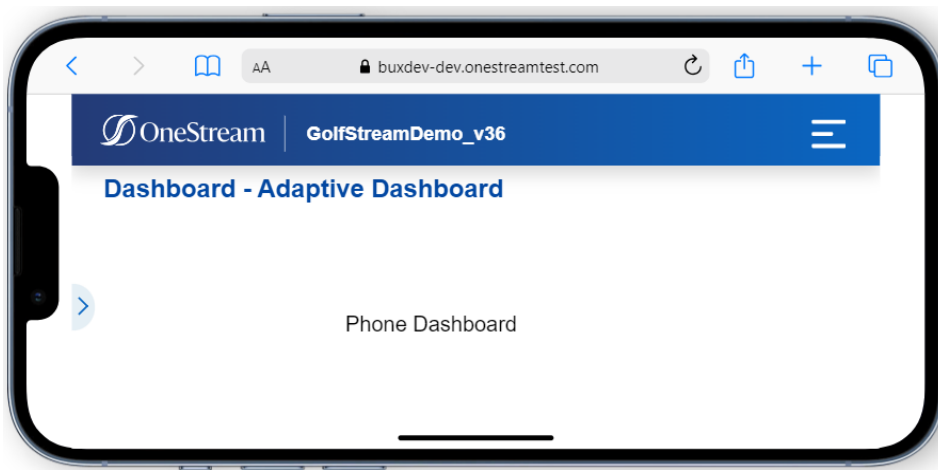 AA buxdev-dev.onestreamtest.com
OneStream GolfStreamDemo_v36
Dashboard - Adaptive Dashboard
Phone Dashboard